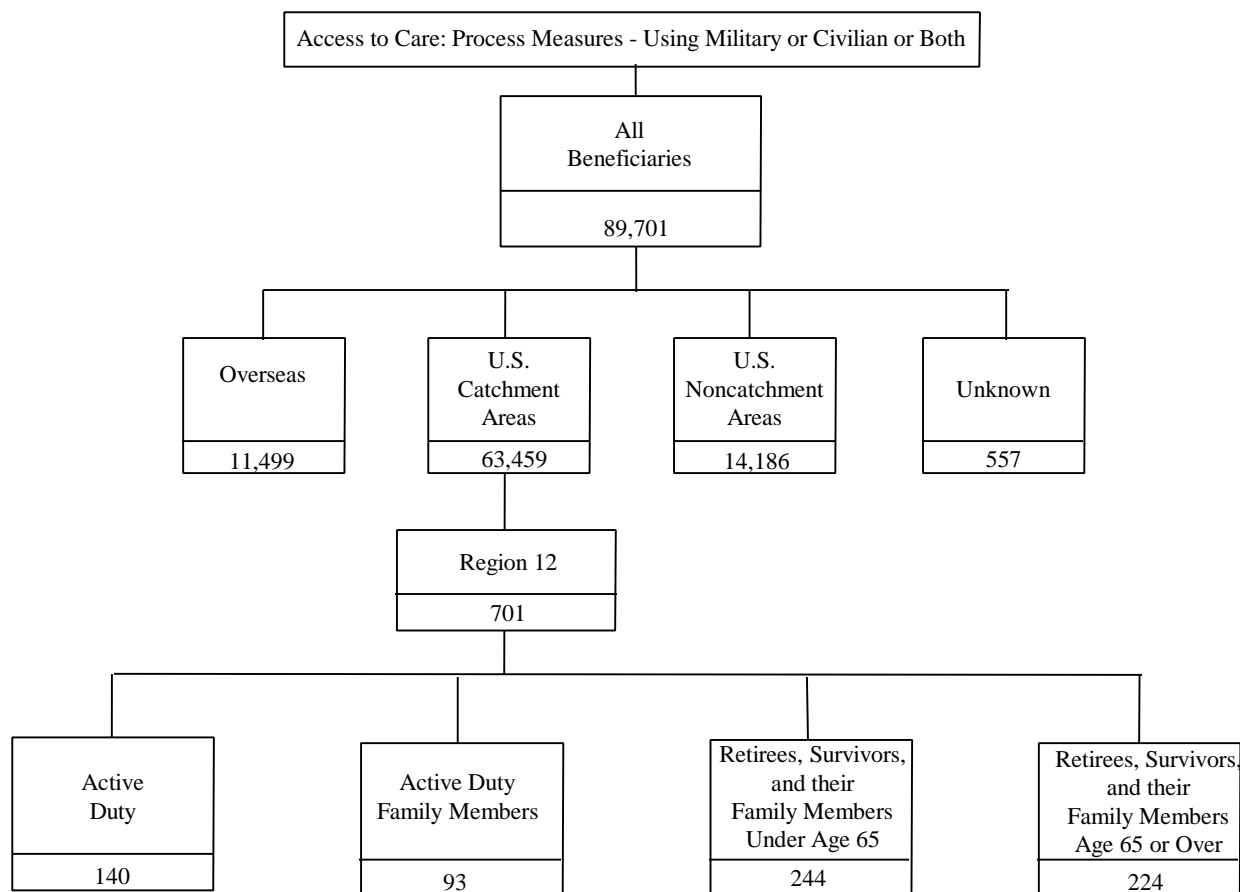 Access to Care: Process Measures - Using Military or Civilian or Both
All
Beneficiaries
89,701
Overseas
11,499
U.S.
Catchment
Areas
63,459
U.S.
Noncatchment
Areas
14,186
Unknown
557
Region 12
701
Active
Duty
140
Active Duty
Family Members
93
Retirees, Survivors,
and their
Family Members
Under Age 65
244
Retirees, Survivors,
and their
Family Members
Age 65 or Over
224